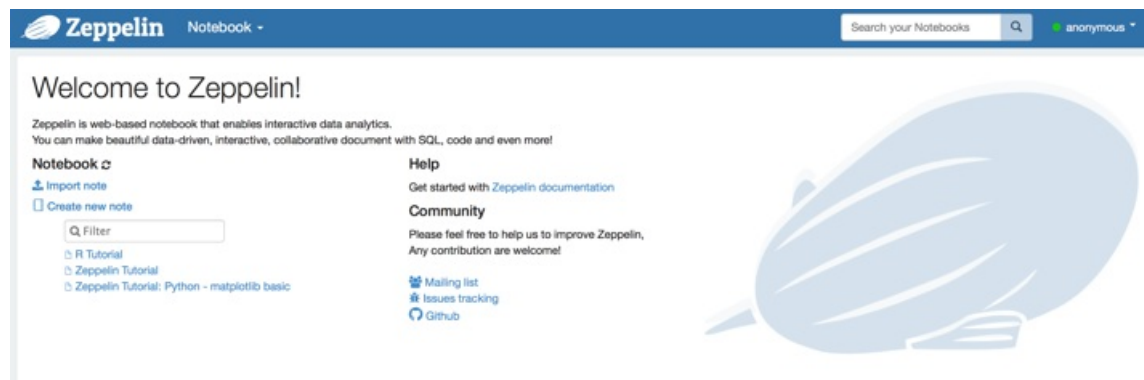 Zeppelin Notebook
Search your Notebooks
anonymous
Welcome to Zeppelin!
Zeppelin is web-based notebook that enables interactive data analytics.
You can make beautiful data-driven, interactive, collaborative document with SQL, code and even more!
Notebook
Import note
Create new note
Filter
R Tutorial
Zeppelin Tutorial
Zeppelin Tutorial: Python - matplotlib basic
Help
Get started with Zeppelin documentation
Community
Please feel free to help us to improve Zeppelin,
Any contribution are welcome!
Mailing list
Issues tracking
Github